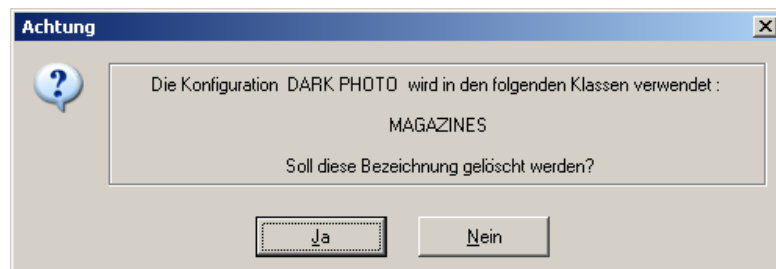 Achtung
Die Konfiguration DARK PHOTO wird in den folgenden Klassen verwendet :
MAGAZINES
Soll diese Bezeichnung gelöscht werden?
Ja
Nein